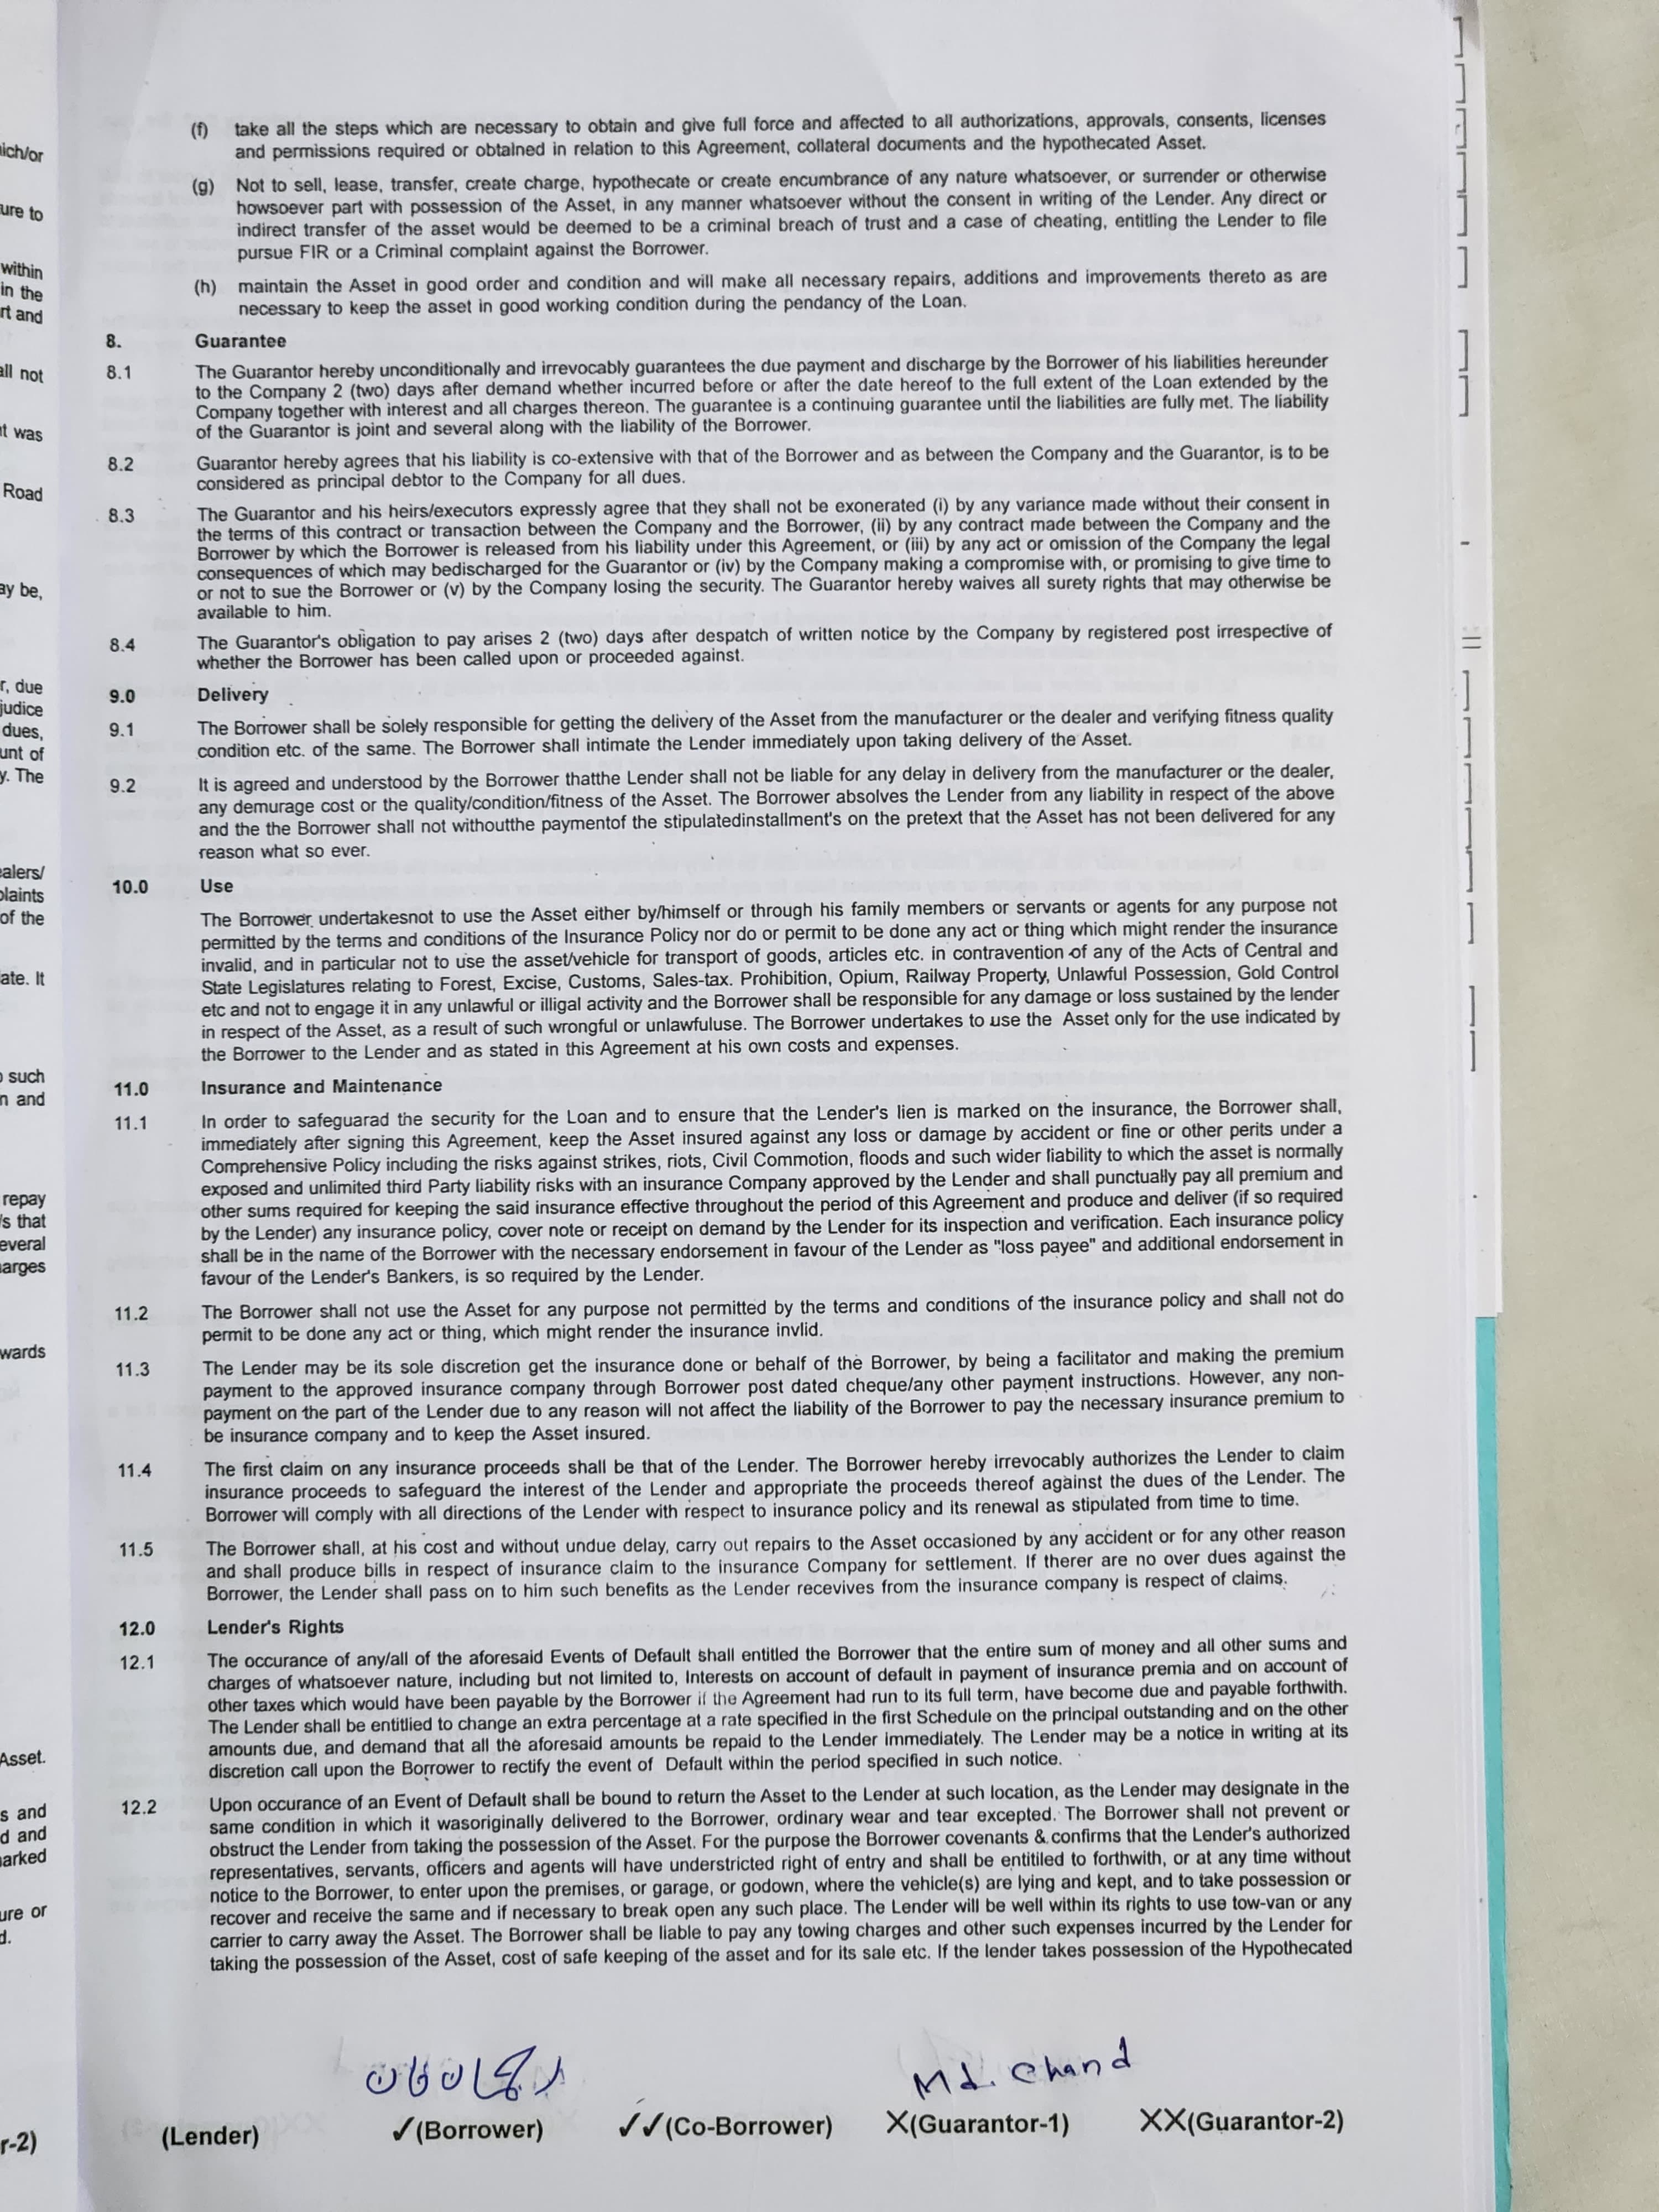 (f) take all the steps which are necessary to obtain and give full force and affected to all authorizations, approvals, consents, licenses
and permissions required or obtained in relation to this Agreement, collateral documents and the hypothecated Asset.
(g) Not to sell, lease, transfer, create charge, hypothecate or create encumbrance of any nature whatsoever, or surrender or otherwise
howsoever part with possession of the Asset, in any manner whatsoever without the consent in writing of the Lender. Any direct or
indirect transfer of the asset would be deemed to be a criminal breach of trust and a case of cheating, entitling the Lender to file
pursue FIR or a Criminal complaint against the Borrower.
(h) maintain the Asset in good order and condition and will make all necessary repairs, additions and improvements thereto as are
necessary to keep the asset in good working condition during the pendancy of the Loan.
8. Guarantee
8.1 The Guarantor hereby unconditionally and irrevocably guarantees the due payment and discharge by the Borrower of his liabilities hereunder
to the Company 2 (two) days after demand whether incurred before or after the date hereof to the full extent of the Loan extended by the
Company together with interest and all charges thereon. The guarantee is a continuing guarantee until the liabilities are fully met. The liability
of the Guarantor is joint and several along with the liability of the Borrower.
8.2 Guarantor hereby agrees that his liability is co-extensive with that of the Borrower and as between the Company and the Guarantor, is to be
considered as principal debtor to the Company for all dues.
8.3 The Guarantor and his heirs/executors expressly agree that they shall not be exonerated (i) by any variance made without their consent in
the terms of this contract or transaction between the Company and the Borrower, (ii) by any contract made between the Company and the
Borrower by which the Borrower is released from his liability under this Agreement, or (iii) by any act or omission of the Company the legal
consequences of which may bedischarged for the Guarantor or (iv) by the Company making a compromise with, or promising to give time to
or not to sue the Borrower or (v) by the Company losing the security. The Guarantor hereby waives all surety rights that may otherwise be
available to him.
8.4 The Guarantor's obligation to pay arises 2 (two) days after despatch of written notice by the Company by registered post irrespective of
whether the Borrower has been called upon or proceeded against.
9.0 Delivery
9.1 The Borrower shall be solely responsible for getting the delivery of the Asset from the manufacturer or the dealer and verifying fitness quality
condition etc. of the same. The Borrower shall intimate the Lender immediately upon taking delivery of the Asset.
9.2 It is agreed and understood by the Borrower thatthe Lender shall not be liable for any delay in delivery from the manufacturer or the dealer,
any demurage cost or the quality/condition/fitness of the Asset. The Borrower absolves the Lender from any liability in respect of the above
and the the Borrower shall not withoutthe paymentof the stipulatedinstallment's on the pretext that the Asset has not been delivered for any
reason what so ever.
10.0 Use
The Borrower undertakesnot to use the Asset either by/himself or through his family members or servants or agents for any purpose not
permitted by the terms and conditions of the Insurance Policy nor do or permit to be done any act or thing which might render the insurance
invalid, and in particular not to use the asset/vehicle for transport of goods, articles etc. in contravention of any of the Acts of Central and
State Legislatures relating to Forest, Excise, Customs, Sales-tax. Prohibition, Opium, Railway Property, Unlawful Possession, Gold Control
etc and not to engage it in any unlawful or illigal activity and the Borrower shall be responsible for any damage or loss sustained by the lender
in respect of the Asset, as a result of such wrongful or unlawfuluse. The Borrower undertakes to use the Asset only for the use indicated by
the Borrower to the Lender and as stated in this Agreement at his own costs and expenses.
11.0 Insurance and Maintenance
11.1 In order to safeguarad the security for the Loan and to ensure that the Lender's lien is marked on the insurance, the Borrower shall,
immediately after signing this Agreement, keep the Asset insured against any loss or damage by accident or fine or other perits under a
Comprehensive Policy including the risks against strikes, riots, Civil Commotion, floods and such wider liability to which the asset is normally
exposed and unlimited third Party liability risks with an insurance Company approved by the Lender and shall punctually pay all premium and
other sums required for keeping the said insurance effective throughout the period of this Agreement and produce and deliver (if so required
by the Lender) any insurance policy, cover note or receipt on demand by the Lender for its inspection and verification. Each insurance policy
shall be in the name of the Borrower with the necessary endorsement in favour of the Lender as "loss payee" and additional endorsement in
favour of the Lender's Bankers, is so required by the Lender.
11.2 The Borrower shall not use the Asset for any purpose not permitted by the terms and conditions of the insurance policy and shall not do
permit to be done any act or thing, which might render the insurance invlid.
11.3 The Lender may be its sole discretion get the insurance done or behalf of the Borrower, by being a facilitator and making the premium
payment to the approved insurance company through Borrower post dated cheque/any other payment instructions. However, any non-
payment on the part of the Lender due to any reason will not affect the liability of the Borrower to pay the necessary insurance premium to
be insurance company and to keep the Asset insured.
11.4 The first claim on any insurance proceeds shall be that of the Lender. The Borrower hereby irrevocably authorizes the Lender to claim
insurance proceeds to safeguard the interest of the Lender and appropriate the proceeds thereof against the dues of the Lender. The
Borrower will comply with all directions of the Lender with respect to insurance policy and its renewal as stipulated from time to time.
11.5 The Borrower shall, at his cost and without undue delay, carry out repairs to the Asset occasioned by any accident or for any other reason
and shall produce bills in respect of insurance claim to the insurance Company for settlement. If therer are no over dues against the
Borrower, the Lender shall pass on to him such benefits as the Lender recevives from the insurance company is respect of claims.
12.0 Lender's Rights
12.1 The occurance of any/all of the aforesaid Events of Default shall entitled the Borrower that the entire sum of money and all other sums and
charges of whatsoever nature, including but not limited to, Interests on account of default in payment of insurance premia and on account of
other taxes which would have been payable by the Borrower if the Agreement had run to its full term, have become due and payable forthwith.
The Lender shall be entitlied to change an extra percentage at a rate specified in the first Schedule on the principal outstanding and on the other
amounts due, and demand that all the aforesaid amounts be repaid to the Lender immediately. The Lender may be a notice in writing at its
discretion call upon the Borrower to rectify the event of Default within the period specified in such notice.
12.2 Upon occurance of an Event of Default shall be bound to return the Asset to the Lender at such location, as the Lender may designate in the
same condition in which it wasoriginally delivered to the Borrower, ordinary wear and tear excepted. The Borrower shall not prevent or
obstruct the Lender from taking the possession of the Asset. For the purpose the Borrower covenants & confirms that the Lender's authorized
representatives, servants, officers and agents will have understricted right of entry and shall be entitiled to forthwith, or at any time without
notice to the Borrower, to enter upon the premises, or garage, or godown, where the vehicle(s) are lying and kept, and to take possession or
recover and receive the same and if necessary to break open any such place. The Lender will be well within its rights to use tow-van or any
carrier to carry away the Asset. The Borrower shall be liable to pay any towing charges and other such expenses incurred by the Lender for
taking the possession of the Asset, cost of safe keeping of the asset and for its sale etc. If the lender takes possession of the Hypothecated
Md. Chand
(Lender) ✓(Borrower) ✓✓(Co-Borrower) X(Guarantor-1) XX(Guarantor-2)